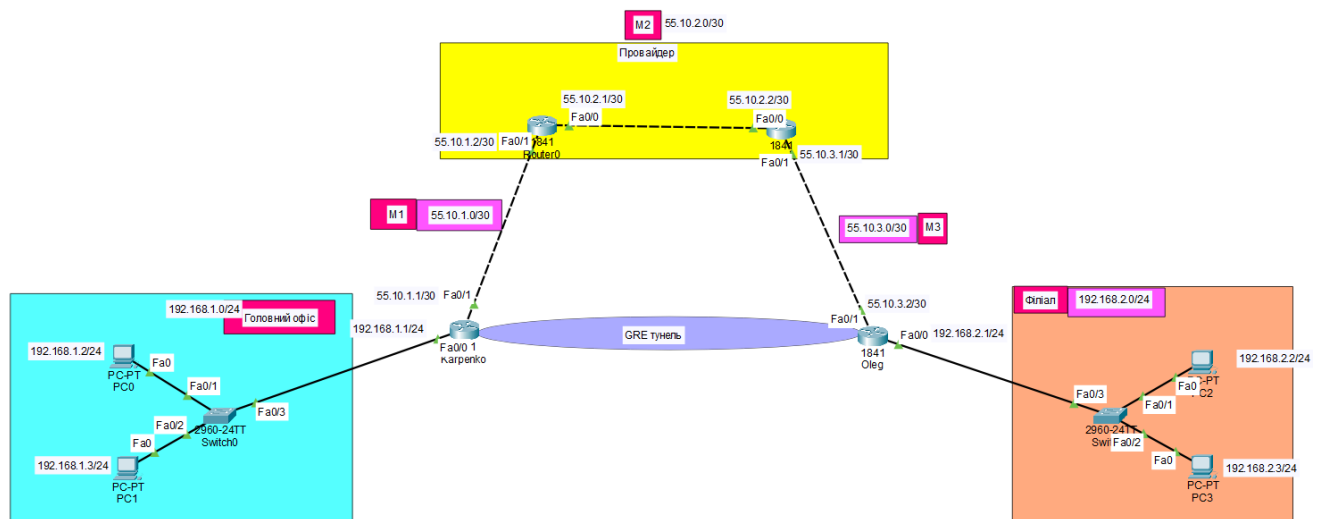 M2 55.10.2.0/30
Провайдер
55.10.2.1/30
55.10.2.2/30
Fa0/0
Fa0/0
55.10.1.2/30
Fa0/1
1841
Router0
1841
Fa0/1
55.10.3.1/30
M1 55.10.1.0/30
55.10.3.0/30 M3
55.10.1.1/30
Fa0/1
55.10.3.2/30
Fa0/1
192.168.1.0/24
Головний офіс
192.168.1.1/24
Fa0/0 1
Karpenko
GRE тунель
Fa0/0
192.168.2.1/24
1841
Oleg
Філіал 192.168.2.0/24
192.168.1.2/24
Fa0
PC-PT
PC0
Fa0/1
Fa0/2
Fa0/3
2960-24TT
Switch0
Fa0
192.168.1.3/24
PC-PT
PC1
192.168.2.2/24
Fa0
PC-PT
PC2
Fa0/3
Fa0/1
2960-24TT
Fa0/2
Fa0
192.168.2.3/24
PC-PT
PC3